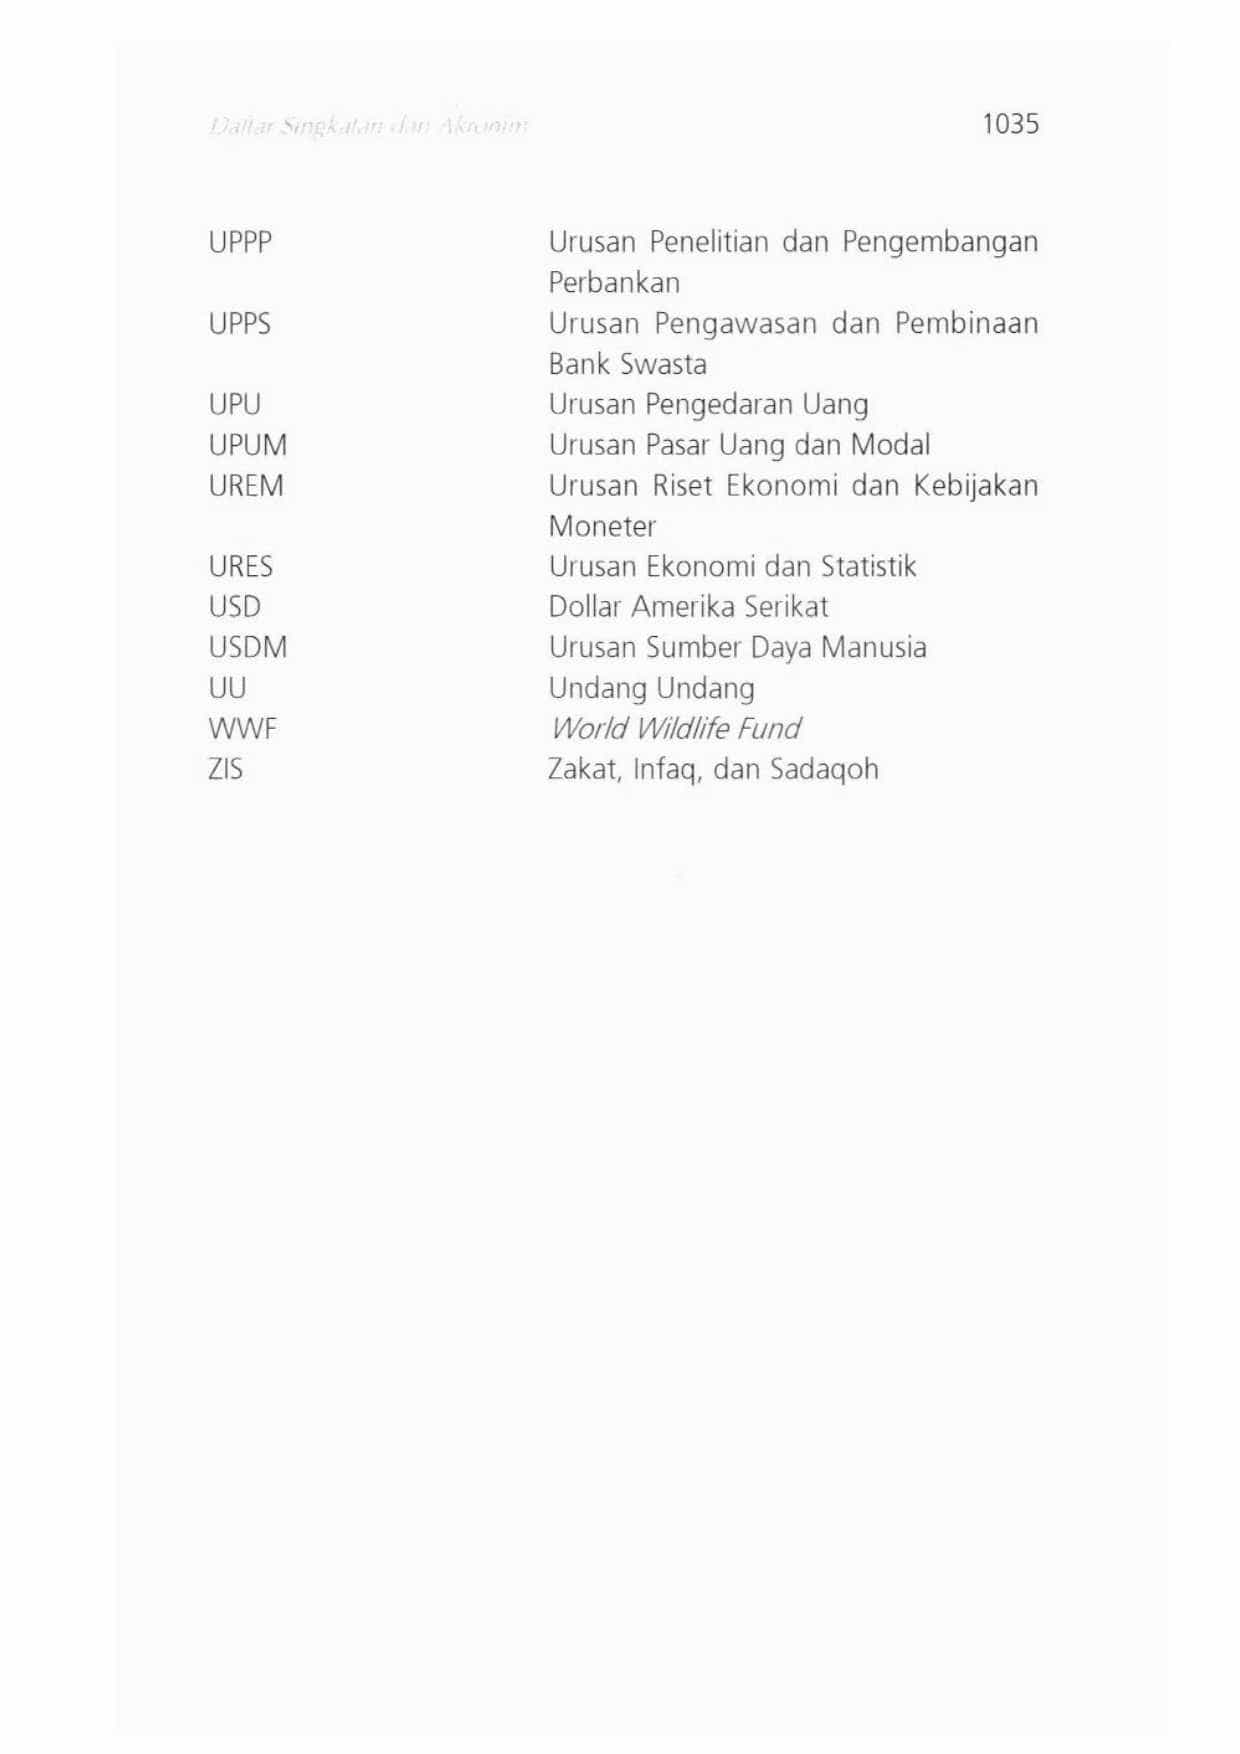 Daftar Singkatan dan Akronim 1035
UPPP Urusan Penelitian dan Pengembangan
Perbankan
UPPS Urusan Pengawasan dan Pembinaan
Bank Swasta
UPU Urusan Pengedaran Uang
UPUM Urusan Pasar Uang dan Modal
UREM Urusan Riset Ekonomi dan Kebijakan
Moneter
URES Urusan Ekonomi dan Statistik
USD Dollar Amerika Serikat
USDM Urusan Sumber Daya Manusia
UU Undang Undang
WWF World Wildlife Fund
ZIS Zakat, Infaq, dan Sadaqoh